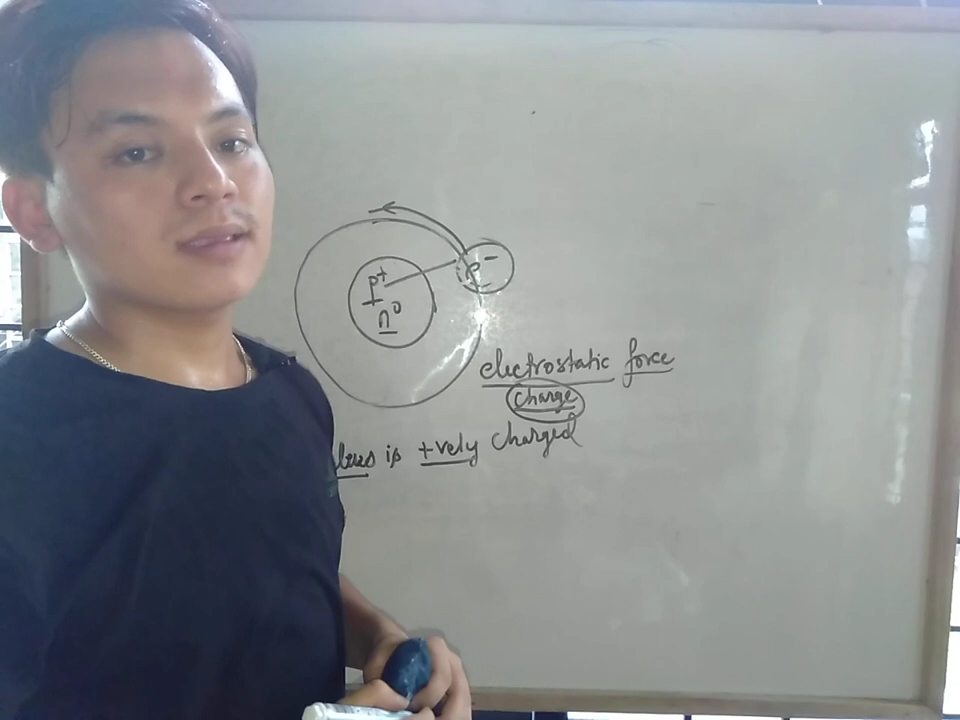 p+
n0
e-
electrostatic force
charge
is +vely charged